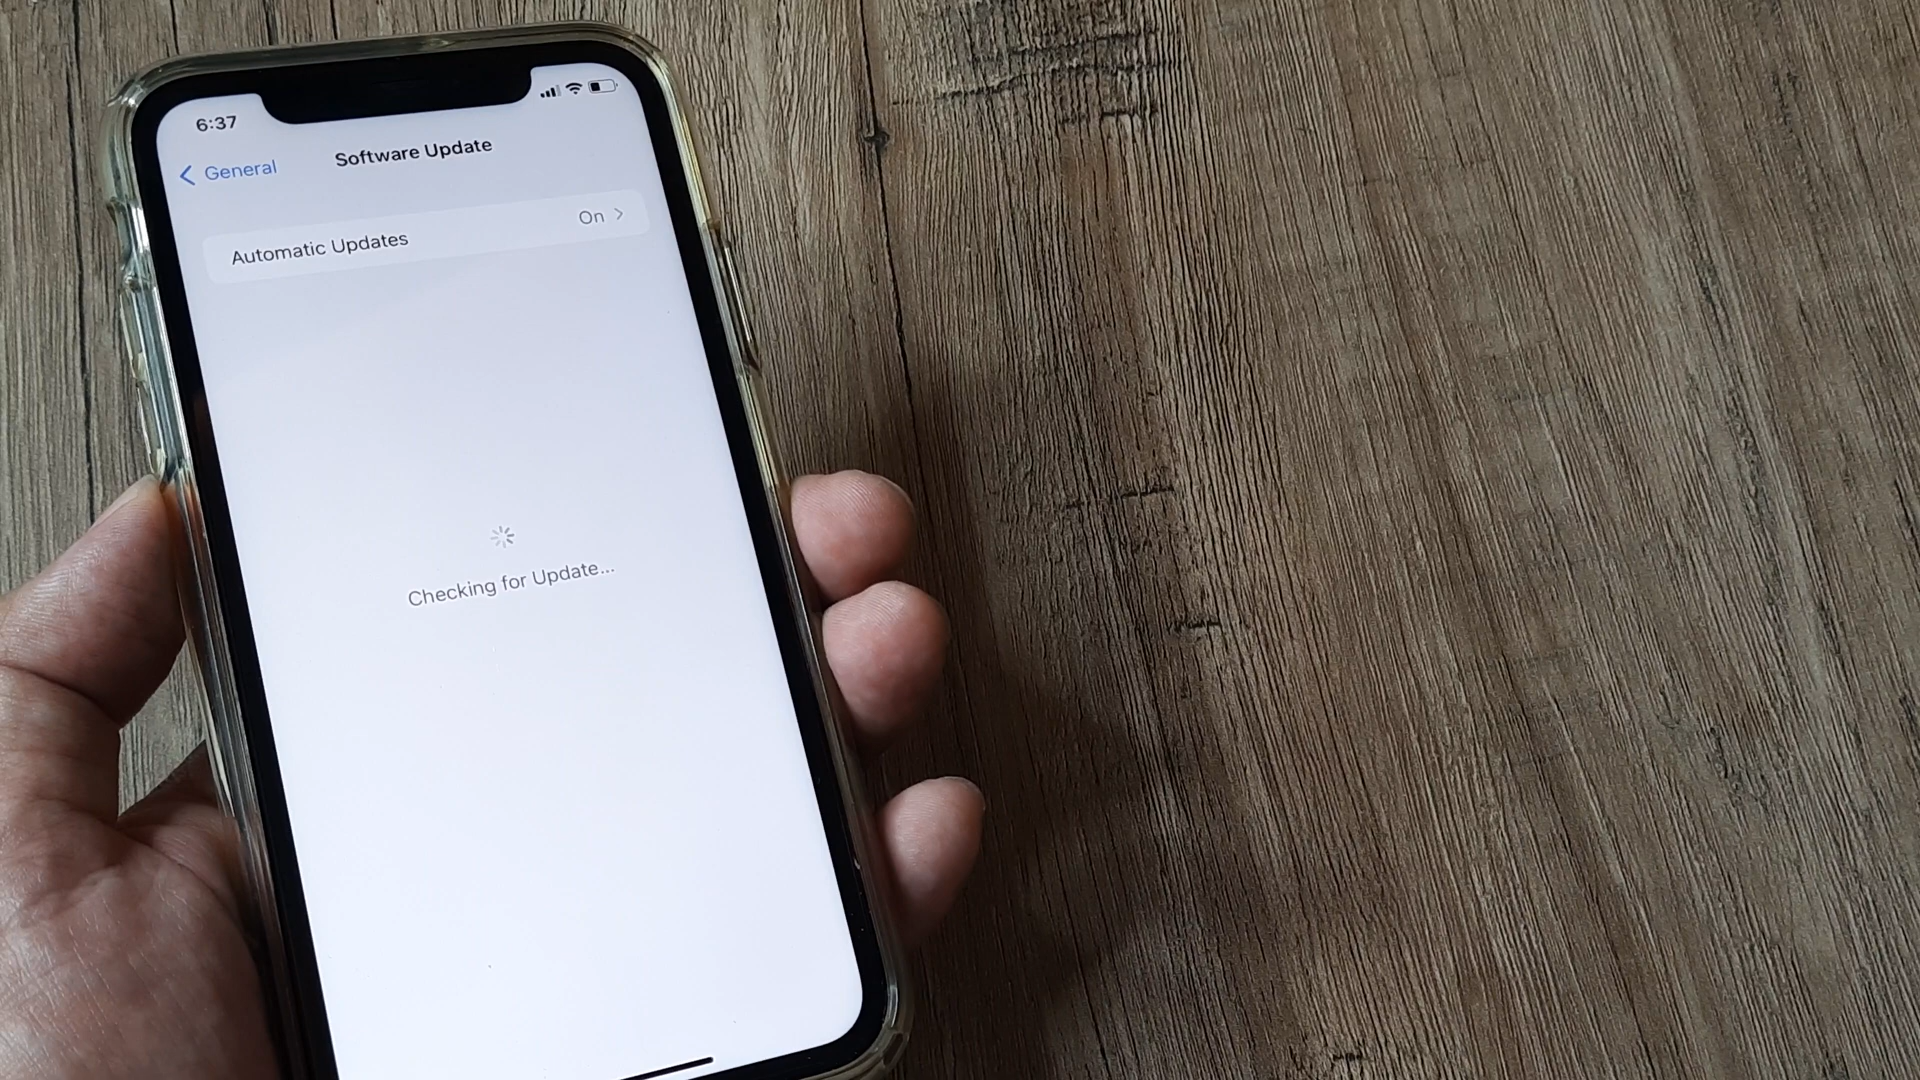 6:37
General
Software Update
Automatic Updates
On
Checking for Update...